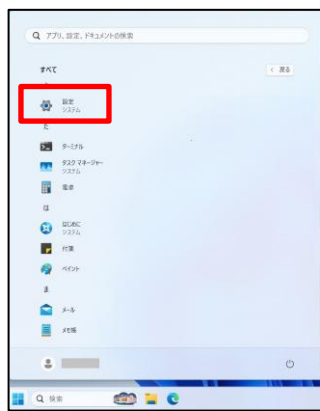 アプリ、設定、ドキュメントの検索
すべて
< 戻る
設定
システム
た
ターミナル
タスク マネージャー
システム
電卓
は
はじめに
システム
付箋
ペイント
ま
メール
メモ帳
検索